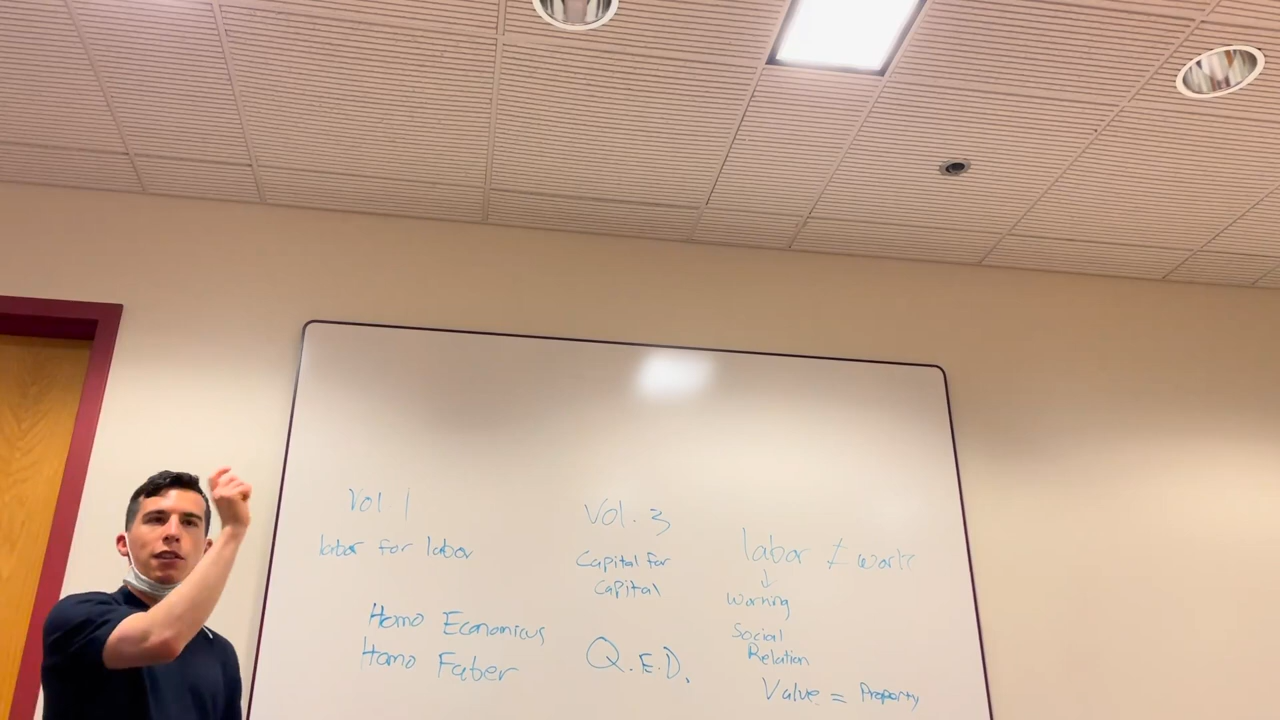 Vol 1
labor for labor
Homo Economicus
Homo Faber
Vol. 3
Capital for
Capital
Q.E.D.
labor ≠ work
↓
Working
Social
Relation
Value = Property